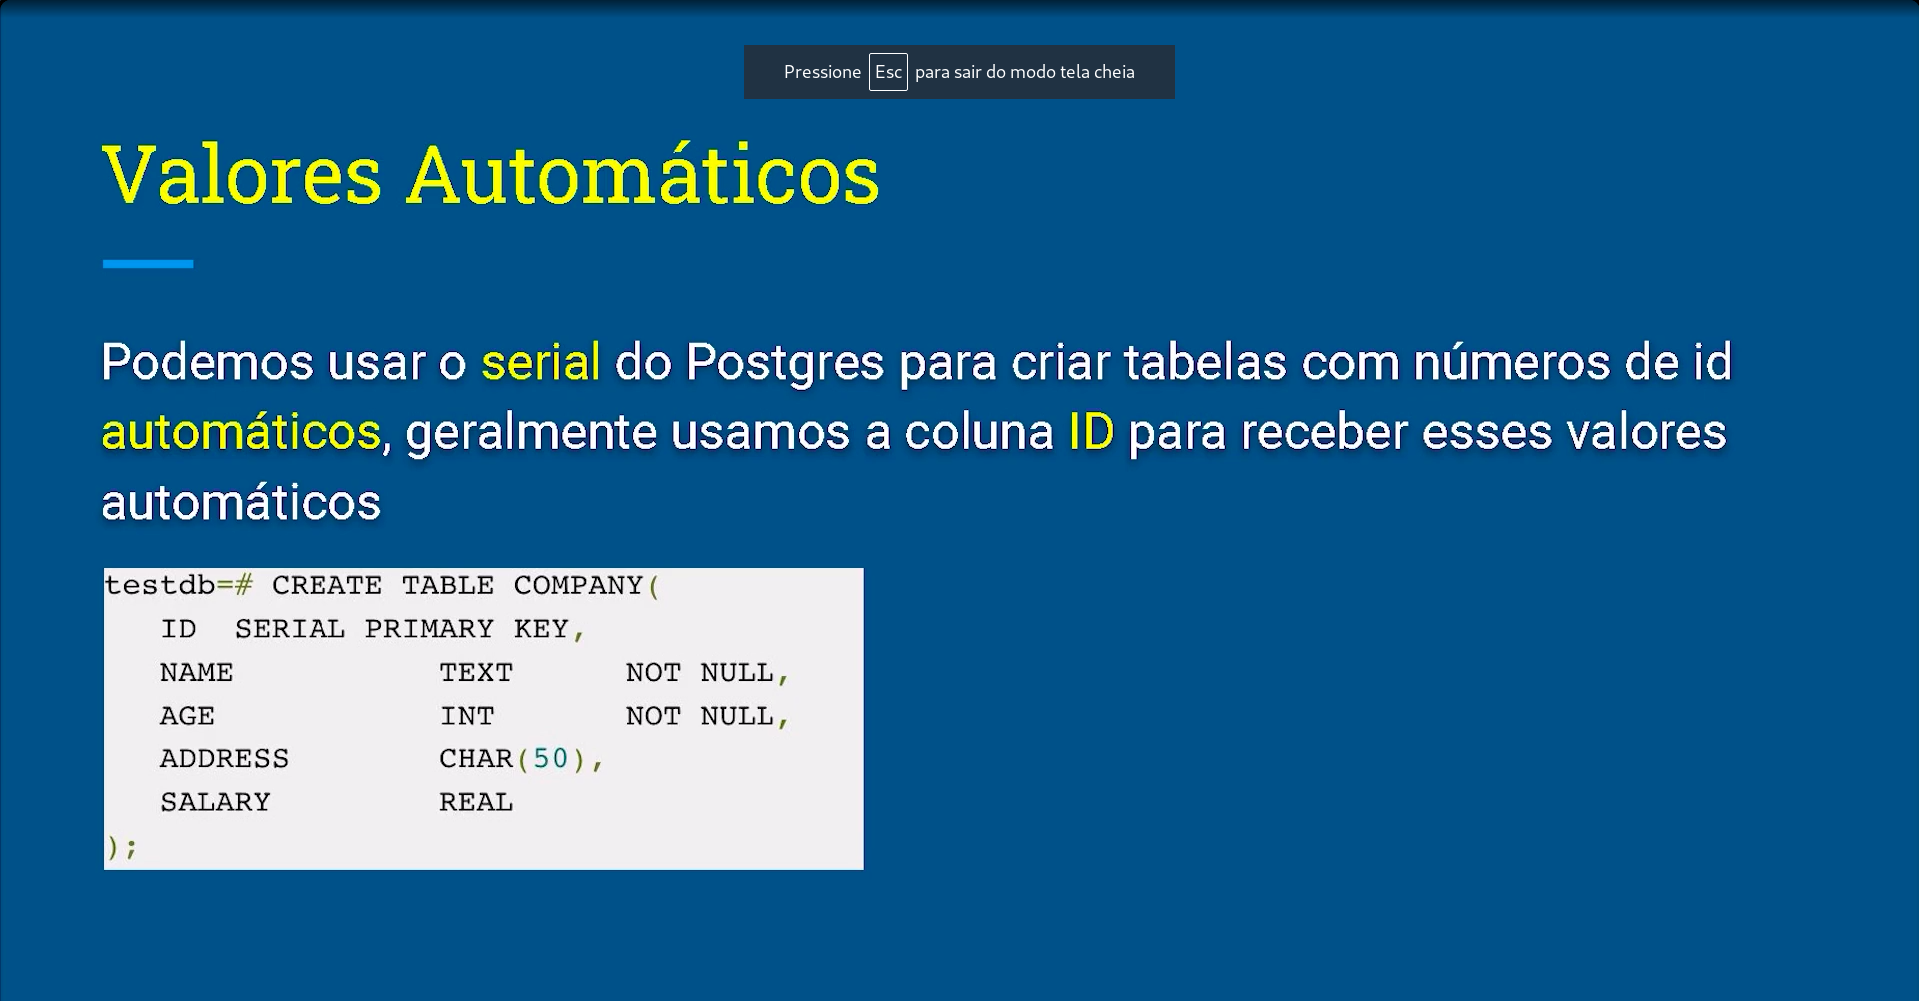 Pressione Esc para sair do modo tela cheia
Valores Automáticos
Podemos usar o serial do Postgres para criar tabelas com números de id
automáticos, geralmente usamos a coluna ID para receber esses valores
automáticos
testdb=# CREATE TABLE COMPANY(
   ID  SERIAL PRIMARY KEY,
   NAME           TEXT      NOT NULL,
   AGE            INT       NOT NULL,
   ADDRESS        CHAR(50),
   SALARY         REAL
);